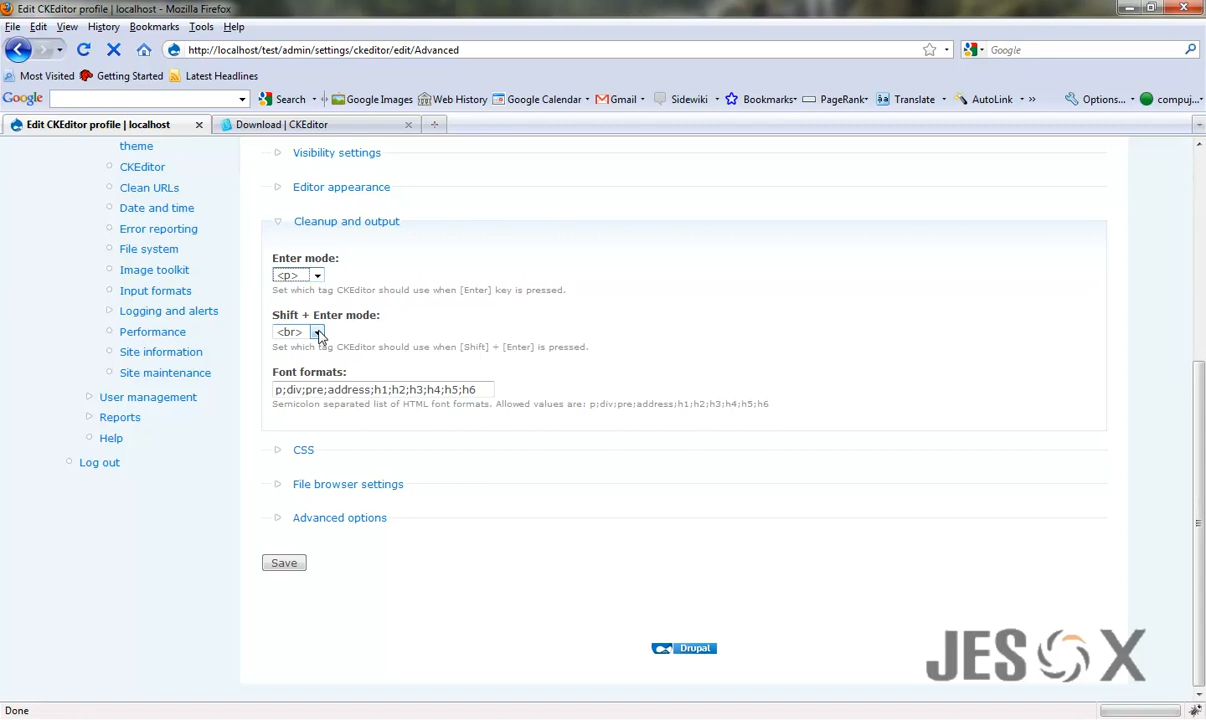 Edit CKEditor profile | localhost - Mozilla Firefox
File Edit View History Bookmarks Tools Help
http://localhost/test/admin/settings/ckeditor/edit/Advanced
Google
Most Visited Getting Started Latest Headlines
Google Search Google Images Web History Google Calendar Gmail Sidewiki Bookmarks PageRank Translate AutoLink Options... compuj...
Edit CKEditor profile | localhost Download | CKEditor
theme
CKEditor
Clean URLs
Date and time
Error reporting
File system
Image toolkit
Input formats
Logging and alerts
Performance
Site information
Site maintenance
User management
Reports
Help
Log out
Visibility settings
Editor appearance
Cleanup and output
Enter mode:
<p>
Set which tag CKEditor should use when [Enter] key is pressed.
Shift + Enter mode:
<br>
Set which tag CKEditor should use when [Shift] + [Enter] is pressed.
Font formats:
p;div;pre;address;h1;h2;h3;h4;h5;h6
Semicolon separated list of HTML font formats. Allowed values are: p;div;pre;address;h1;h2;h3;h4;h5;h6
CSS
File browser settings
Advanced options
Save
Drupal
JESOX
Done